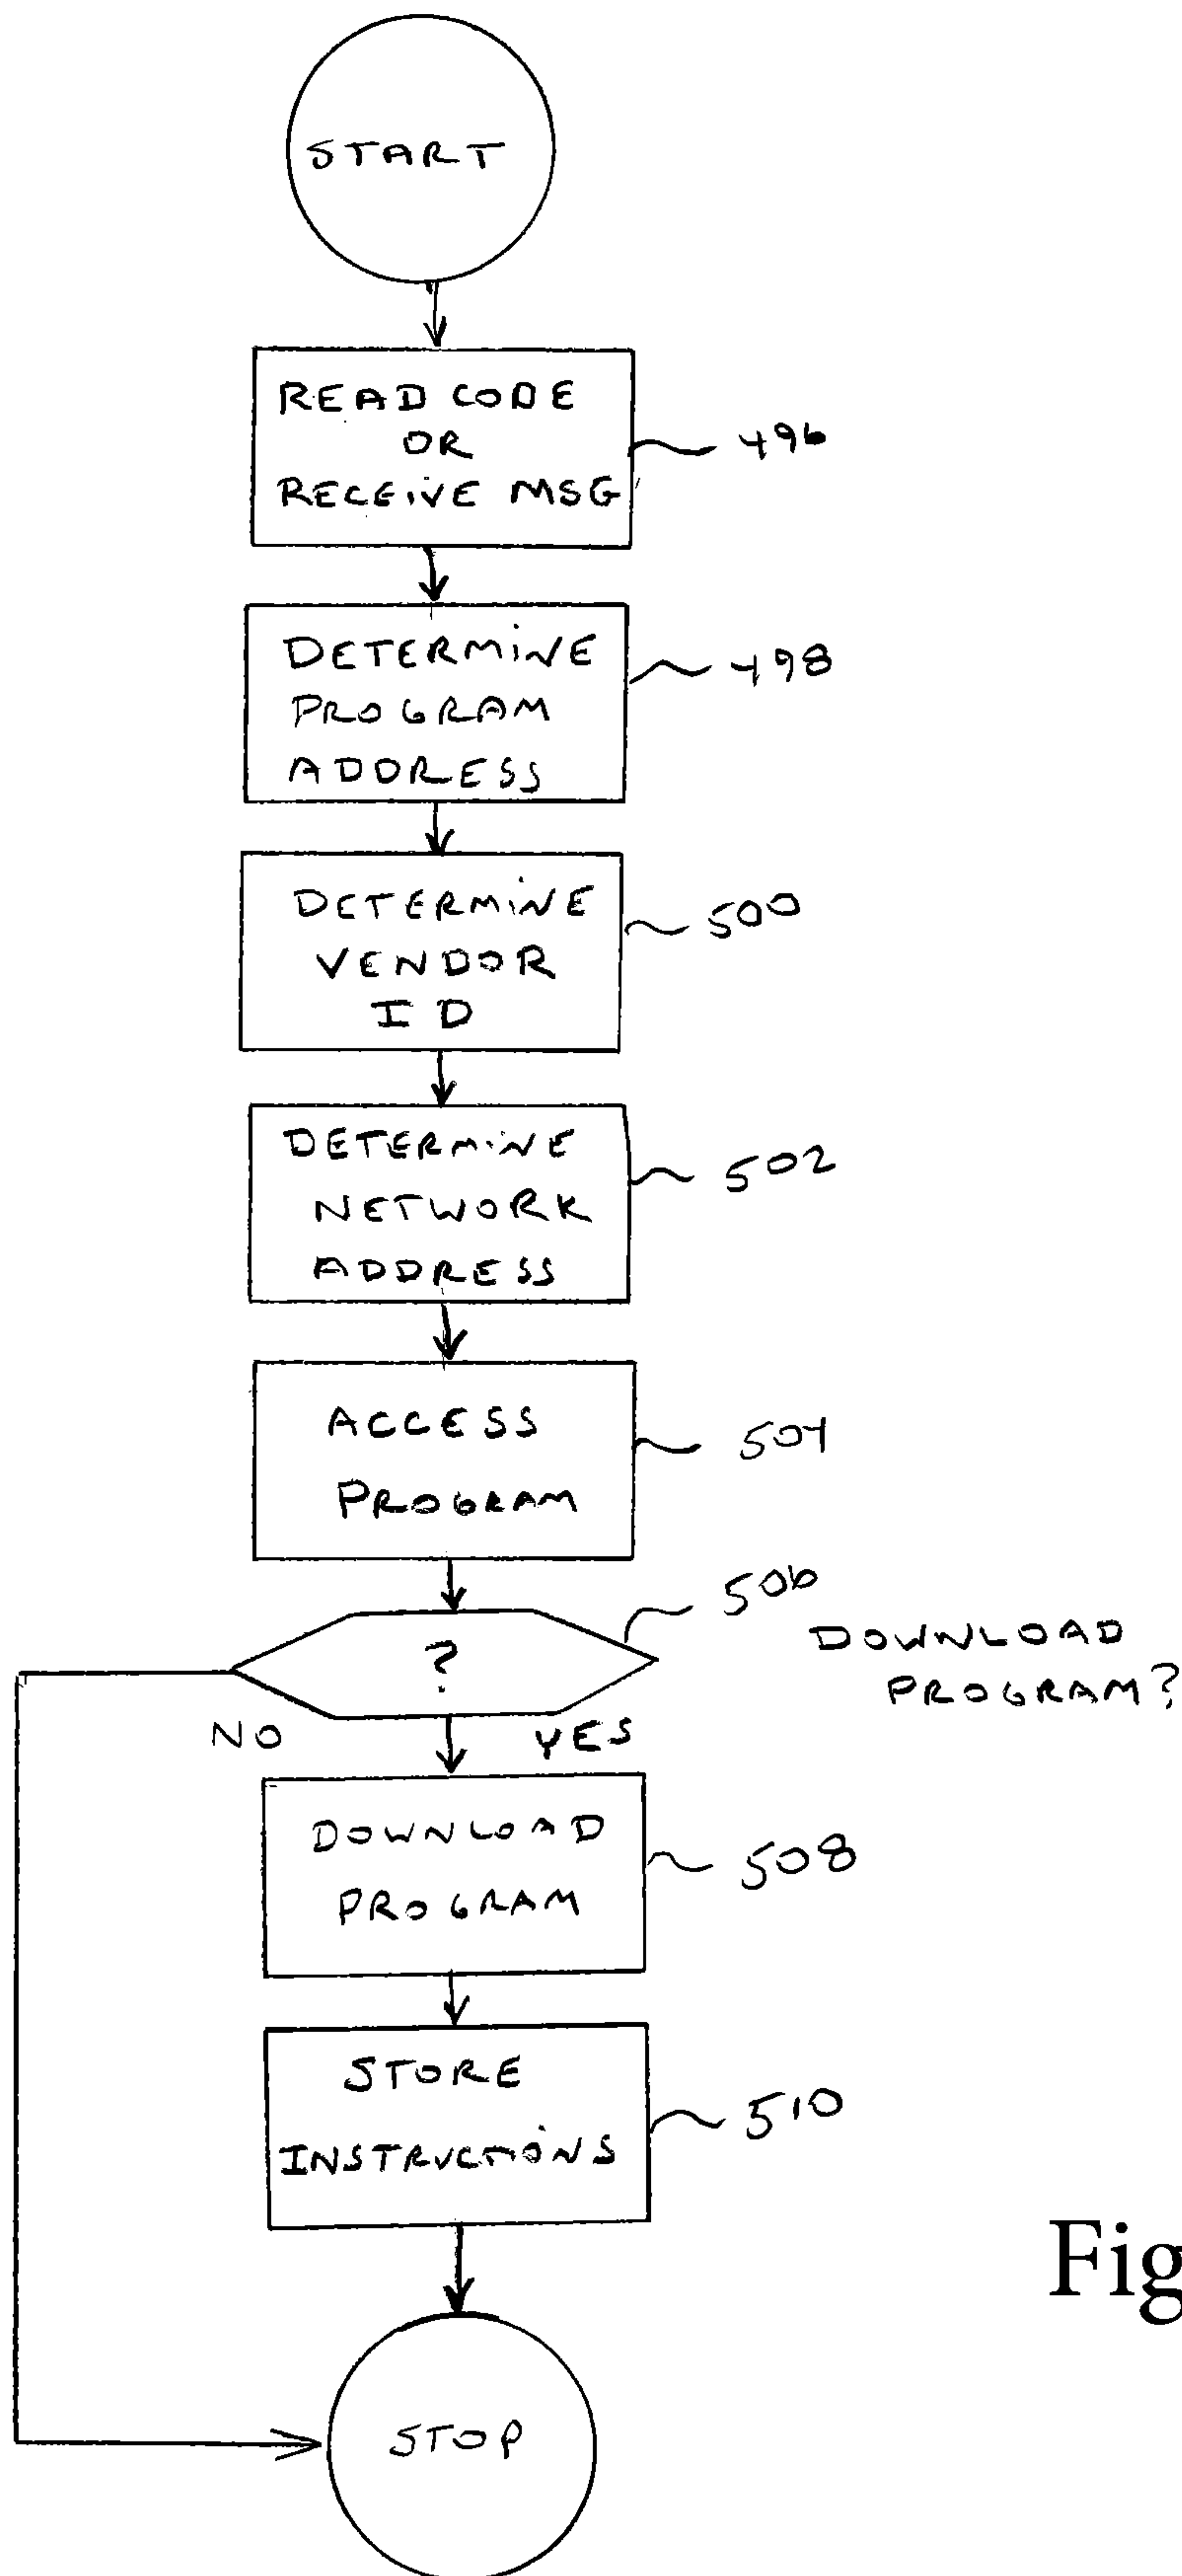 START
READ CODE
OR
RECEIVE MSG
496
DETERMINE
PROGRAM
ADDRESS
498
DETERMINE
VENDOR
ID
500
DETERMINE
NETWORK
ADDRESS
502
ACCESS
PROGRAM
504
?
506
DOWNLOAD
PROGRAM?
NO
YES
DOWNLOAD
PROGRAM
508
STORE
INSTRUCTIONS
510
Fig
STOP